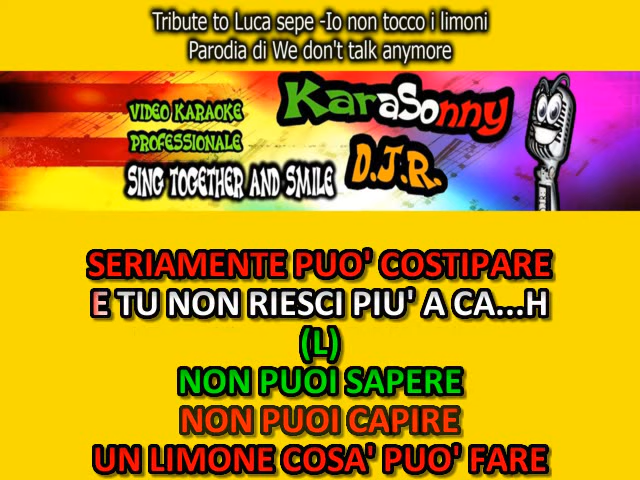 Tribute to Luca sepe -Io non tocco i limoni
Parodia di We don't talk anymore
KaraSonny
VIDEO KARAOKE
PROFESSIONALE
D.J.R.
SING TOGETHER AND SMILE
SERIAMENTE PUO' COSTIPARE
E TU NON RIESCI PIU' A CA...H
(L)
NON PUOI SAPERE
NON PUOI CAPIRE
UN LIMONE COSA' PUO' FARE